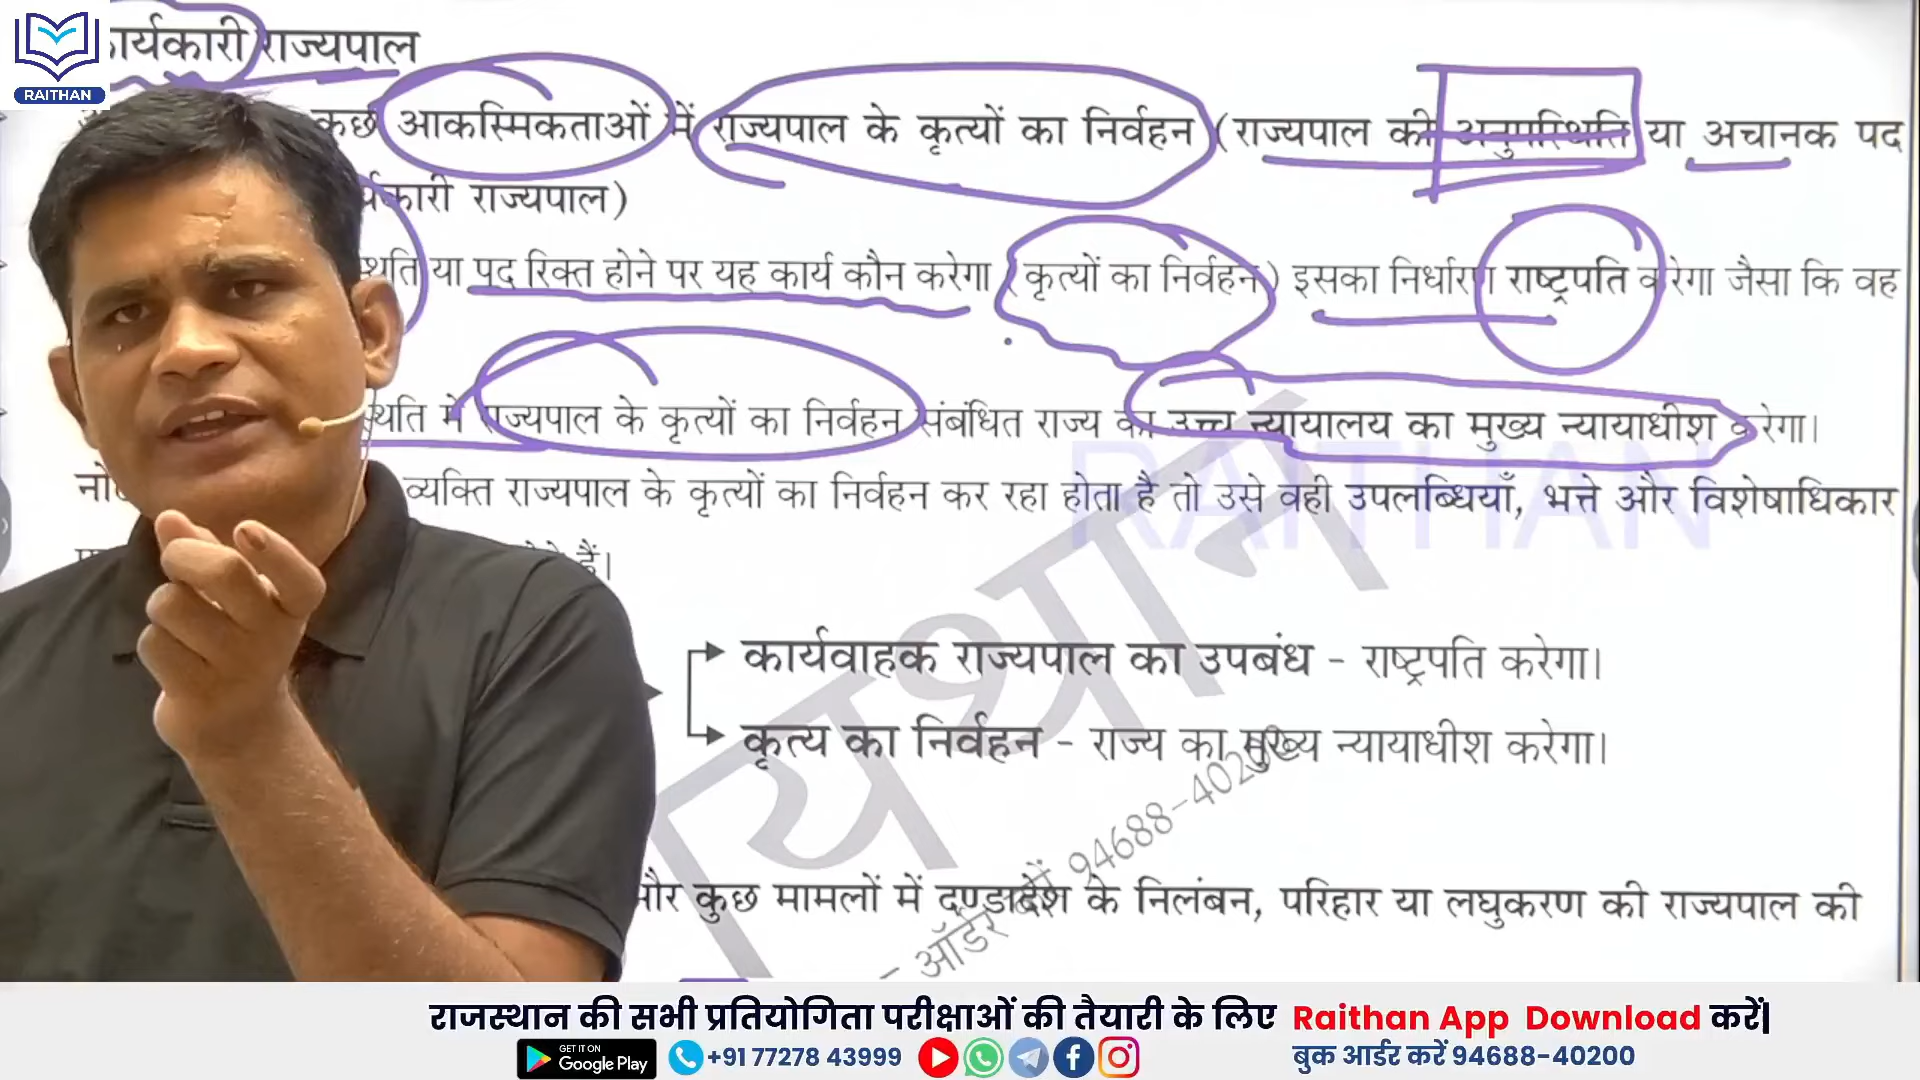 RAITHAN
कार्यकारी राज्यपाल
कुछ आकस्मिकताओं में राज्यपाल के कृत्यों का निर्वहन (राज्यपाल की अनुपस्थिति या अचानक पद
राज्यपाल)
या पद रिक्त होने पर यह कार्य कौन करेगा (कृत्यों का निर्वहन) इसका निर्धारण राष्ट्रपति करेगा जैसा कि वह
में राज्यपाल के कृत्यों का निर्वहन संबंधित राज्य का उच्च न्यायालय का मुख्य न्यायाधीश करेगा।
व्यक्ति राज्यपाल के कृत्यों का निर्वहन कर रहा होता है तो उसे वही उपलब्धियाँ, भत्ते और विशेषाधिकार
हैं।
RAITHAN
कार्यवाहक राज्यपाल का उपबंध - राष्ट्रपति करेगा।
कृत्य का निर्वहन - राज्य का मुख्य न्यायाधीश करेगा।
और कुछ मामलों में दण्डादेश के निलंबन, परिहार या लघुकरण की राज्यपाल की
राजस्थान की सभी प्रतियोगिता परीक्षाओं की तैयारी के लिए Raithan App Download करें|
GET IT ON Google Play +91 77278 43999 बुक आर्डर करें 94688-40200